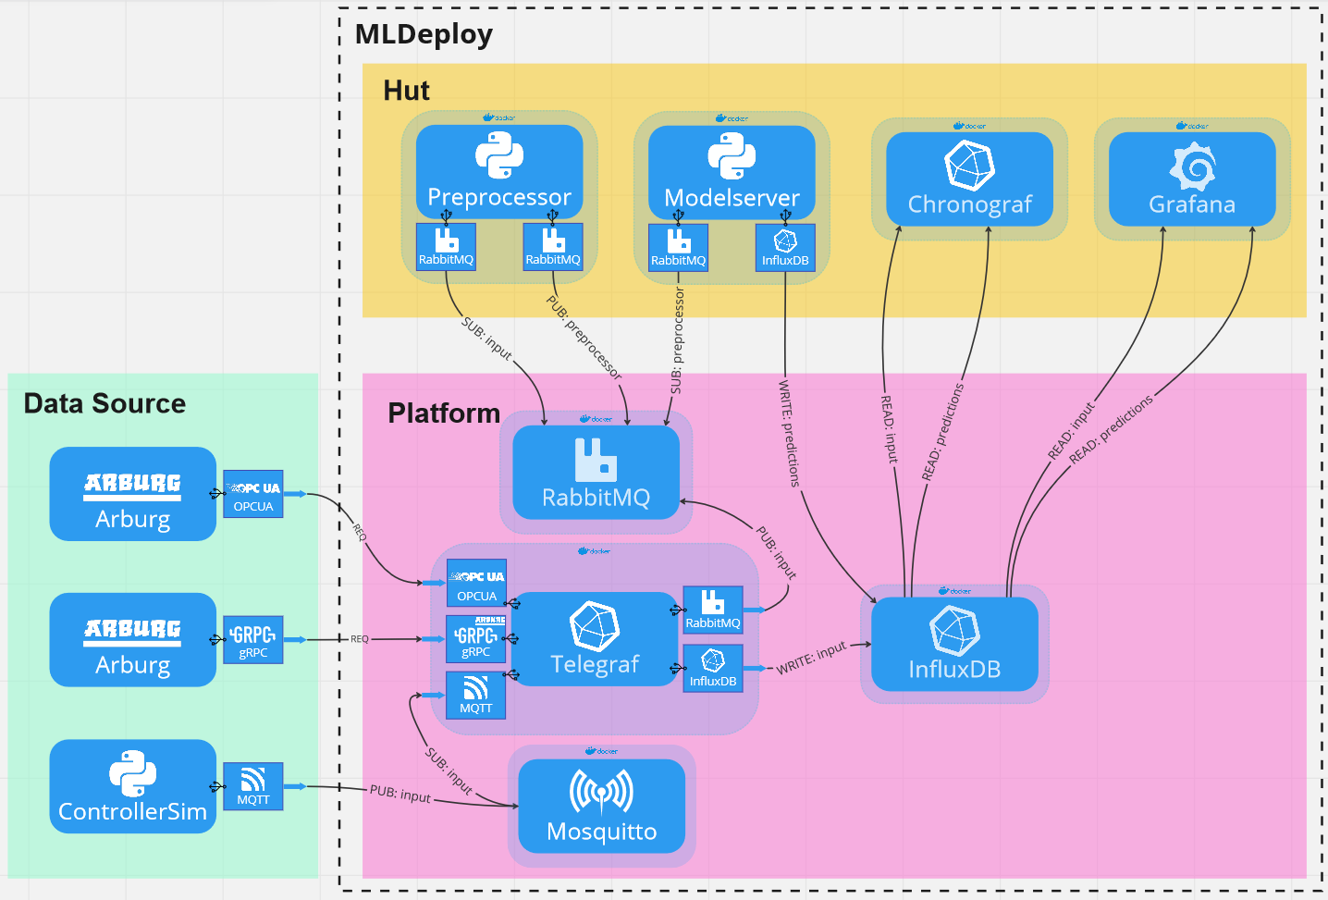 MLDeploy
Hut
docker
docker
docker
docker
Preprocessor
Modelserver
Chronograf
Grafana
RabbitMQ
RabbitMQ
RabbitMQ
InfluxDB
SUB: input
PUB: preprocessor
SUB: preprocessor
WRITE: predictions
READ: input
READ: predictions
READ: input
READ: predictions
Data Source
Platform
docker
RabbitMQ
ARBURG
Arburg
OPC UA
OPCUA
REQ
PUB: input
docker
OPC UA
OPCUA
RabbitMQ
ARBURG
Arburg
GRPC
gRPC
REQ
ARBURG
GRPC
gRPC
Telegraf
InfluxDB
WRITE: input
docker
InfluxDB
MQTT
SUB: input
ControllerSim
MQTT
PUB: input
docker
Mosquitto